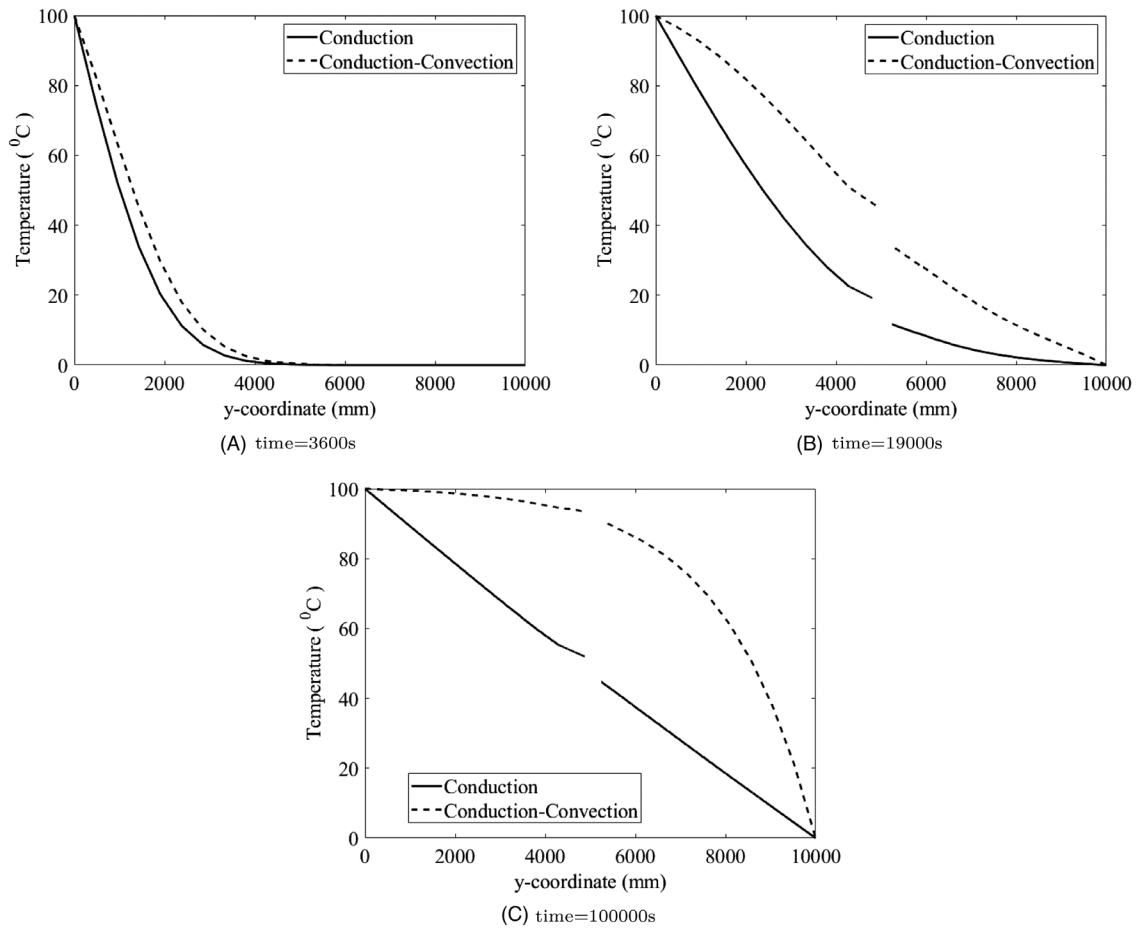 100
80
60
40
20
0
Temperature ( ⁰C )
Conduction
Conduction-Convection
0 2000 4000 6000 8000 10000
y-coordinate (mm)
(A) time=3600s
100
80
60
40
20
0
Temperature ( ⁰C )
Conduction
Conduction-Convection
0 2000 4000 6000 8000 10000
y-coordinate (mm)
(B) time=19000s
100
80
60
40
20
0
Temperature ( ⁰C )
Conduction
Conduction-Convection
0 2000 4000 6000 8000 10000
y-coordinate (mm)
(C) time=100000s